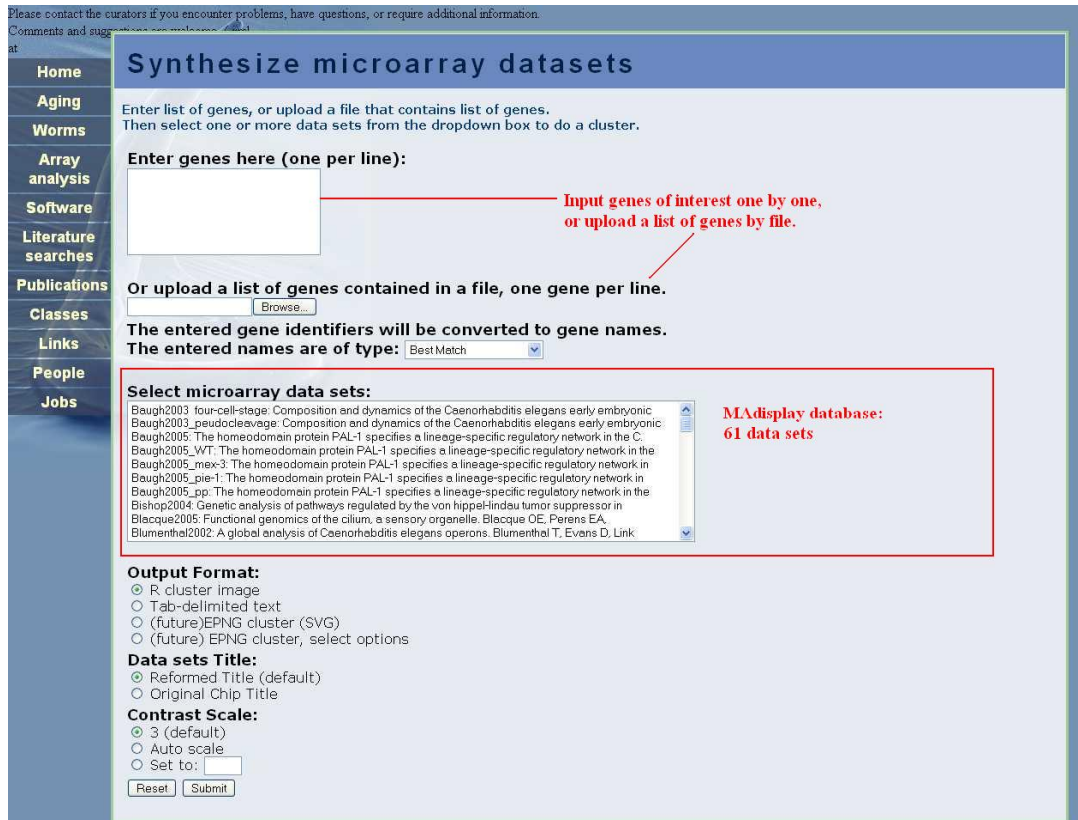 Please contact the curators if you encounter problems, have questions, or require additional information.
Comments and
at
Home
Aging
Worms
Array
analysis
Software
Literature
searches
Publications
Classes
Links
People
Jobs
Synthesize microarray datasets
Enter list of genes, or upload a file that contains list of genes.
Then select one or more data sets from the dropdown box to do a cluster.
Enter genes here (one per line):
Input genes of interest one by one,
or upload a list of genes by file.
Or upload a list of genes contained in a file, one gene per line.
Browse...
The entered gene identifiers will be converted to gene names.
The entered names are of type: Best Match
Select microarray data sets:
Baugh2003_four-cell-stage: Composition and dynamics of the Caenorhabditis elegans early embryonic
Baugh2003_peudocleavage: Composition and dynamics of the Caenorhabditis elegans early embryonic
Baugh2005: The homeodomain protein PAL-1 specifies a lineage-specific regulatory network in the C.
Baugh2005_WT: The homeodomain protein PAL-1 specifies a lineage-specific regulatory network in the
Baugh2005_mex-3: The homeodomain protein PAL-1 specifies a lineage-specific regulatory network in
Baugh2005_pie-1: The homeodomain protein PAL-1 specifies a lineage-specific regulatory network in
Baugh2005_pp: The homeodomain protein PAL-1 specifies a lineage-specific regulatory network in the
Bishop2004: Genetic analysis of pathways regulated by the von hippel-lindau tumor suppressor in
Blacque2005: Functional genomics of the cilium, a sensory organelle. Blacque OE, Perens EA,
Blumenthal2002: A global analysis of Caenorhabditis elegans operons. Blumenthal T, Evans D, Link
MAdisplay database:
61 data sets
Output Format:
R cluster image
Tab-delimited text
(future)EPNG cluster (SVG)
(future) EPNG cluster, select options
Data sets Title:
Reformed Title (default)
Original Chip Title
Contrast Scale:
3 (default)
Auto scale
Set to:
Reset Submit